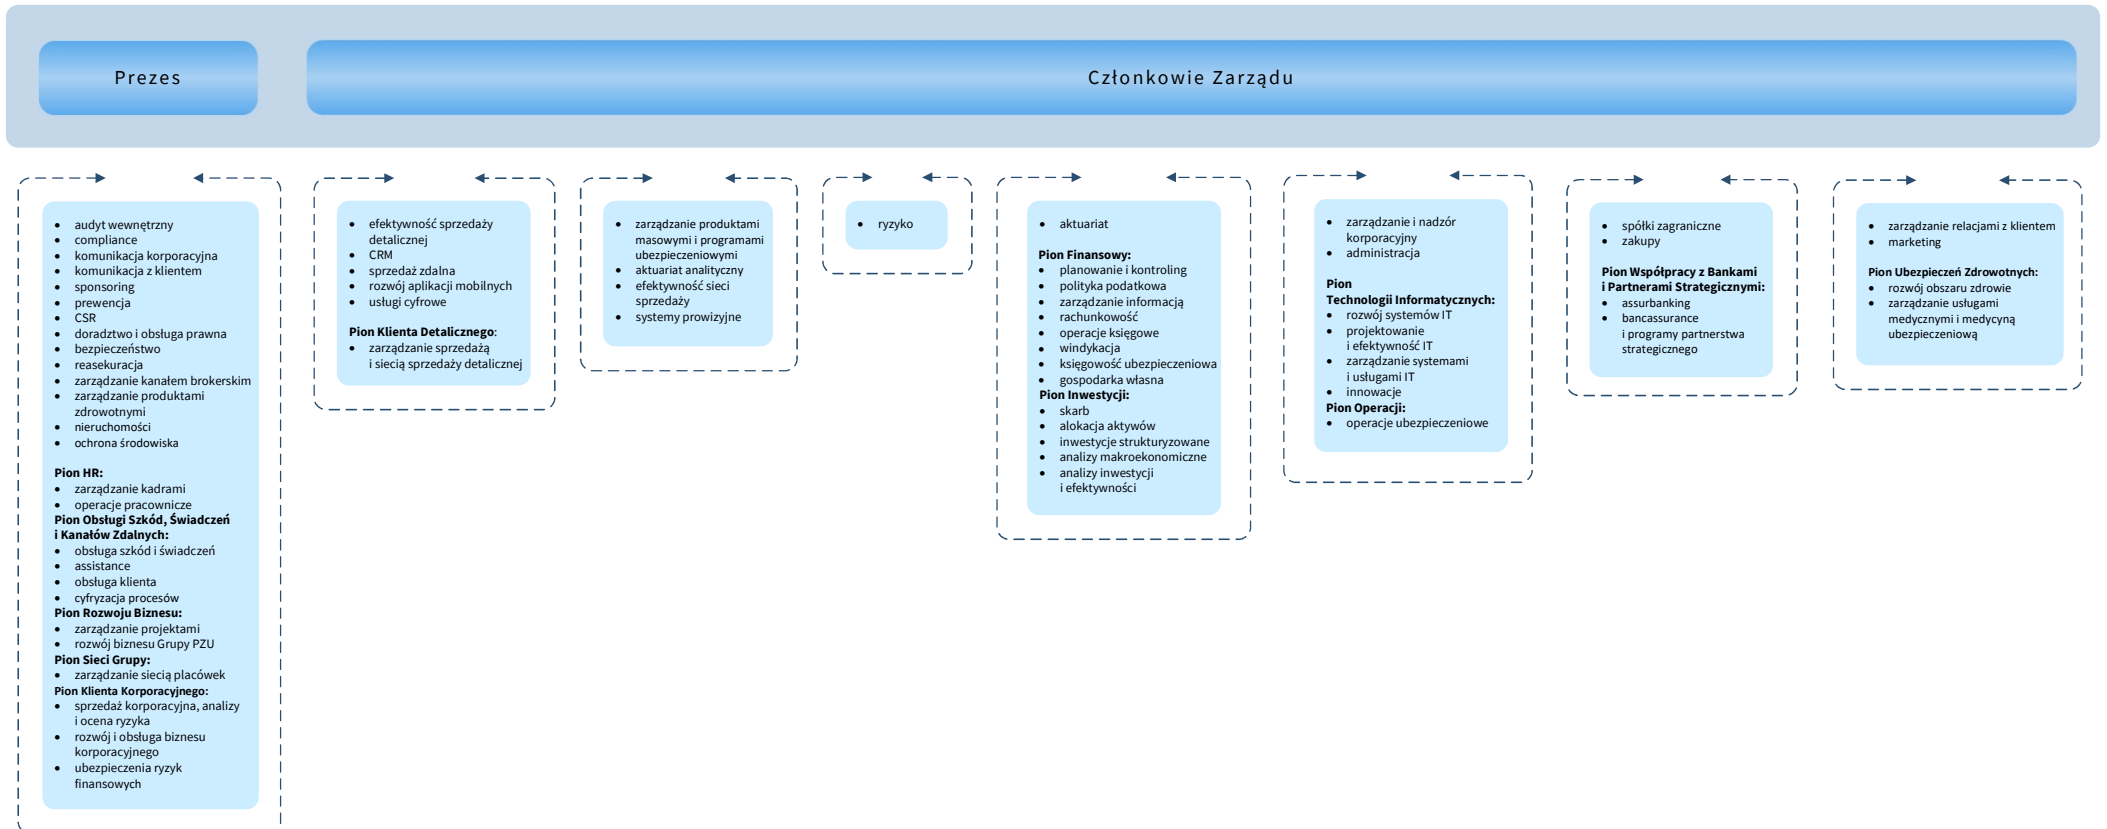 Prezes
Członkowie Zarządu
• audyt wewnętrzny
• compliance
• komunikacja korporacyjna
• komunikacja z klientem
• sponsoring
• prewencja
• CSR
• doradztwo i obsługa prawna
• bezpieczeństwo
• reasekuracja
• zarządzanie kanałem brokerskim
• zarządzanie produktami
zdrowotnymi
• nieruchomości
• ochrona środowiska
Pion HR:
• zarządzanie kadrami
• operacje pracownicze
Pion Obsługi Szkód, Świadczeń
i Kanałów Zdalnych:
• obsługa szkód i świadczeń
• assistance
• obsługa klienta
• cyfryzacja procesów
Pion Rozwoju Biznesu:
• zarządzanie projektami
• rozwój biznesu Grupy PZU
Pion Sieci Grupy:
• zarządzanie siecią placówek
Pion Klienta Korporacyjnego:
• sprzedaż korporacyjna, analizy
i ocena ryzyka
• rozwój i obsługa biznesu
korporacyjnego
• ubezpieczenia ryzyk
finansowych
• efektywność sprzedaży
detalicznej
• CRM
• sprzedaż zdalna
• rozwój aplikacji mobilnych
• usługi cyfrowe
Pion Klienta Detalicznego:
• zarządzanie sprzedażą
i siecią sprzedaży detalicznej
• zarządzanie produktami
masowymi i programami
ubezpieczeniowymi
• aktuariat analityczny
• efektywność sieci
sprzedaży
• systemy prowizyjne
• ryzyko
• aktuariat
Pion Finansowy:
• planowanie i kontroling
• polityka podatkowa
• zarządzanie informacją
• rachunkowość
• operacje księgowe
• windykacja
• księgowość ubezpieczeniowa
• gospodarka własna
Pion Inwestycji:
• skarb
• alokacja aktywów
• inwestycje strukturyzowane
• analizy makroekonomiczne
• analizy inwestycji
i efektywności
• zarządzanie i nadzór
korporacyjny
• administracja
Pion
Technologii Informatycznych:
• rozwój systemów IT
• projektowanie
i efektywność IT
• zarządzanie systemami
i usługami IT
• innowacje
Pion Operacji:
• operacje ubezpieczeniowe
• spółki zagraniczne
• zakupy
Pion Współpracy z Bankami
i Partnerami Strategicznymi:
• assurbanking
• bancassurance
i programy partnerstwa
strategicznego
• zarządzanie relacjami z klientem
• marketing
Pion Ubezpieczeń Zdrowotnych:
• rozwój obszaru zdrowie
• zarządzanie usługami
medycznymi i medycyną
ubezpieczeniową